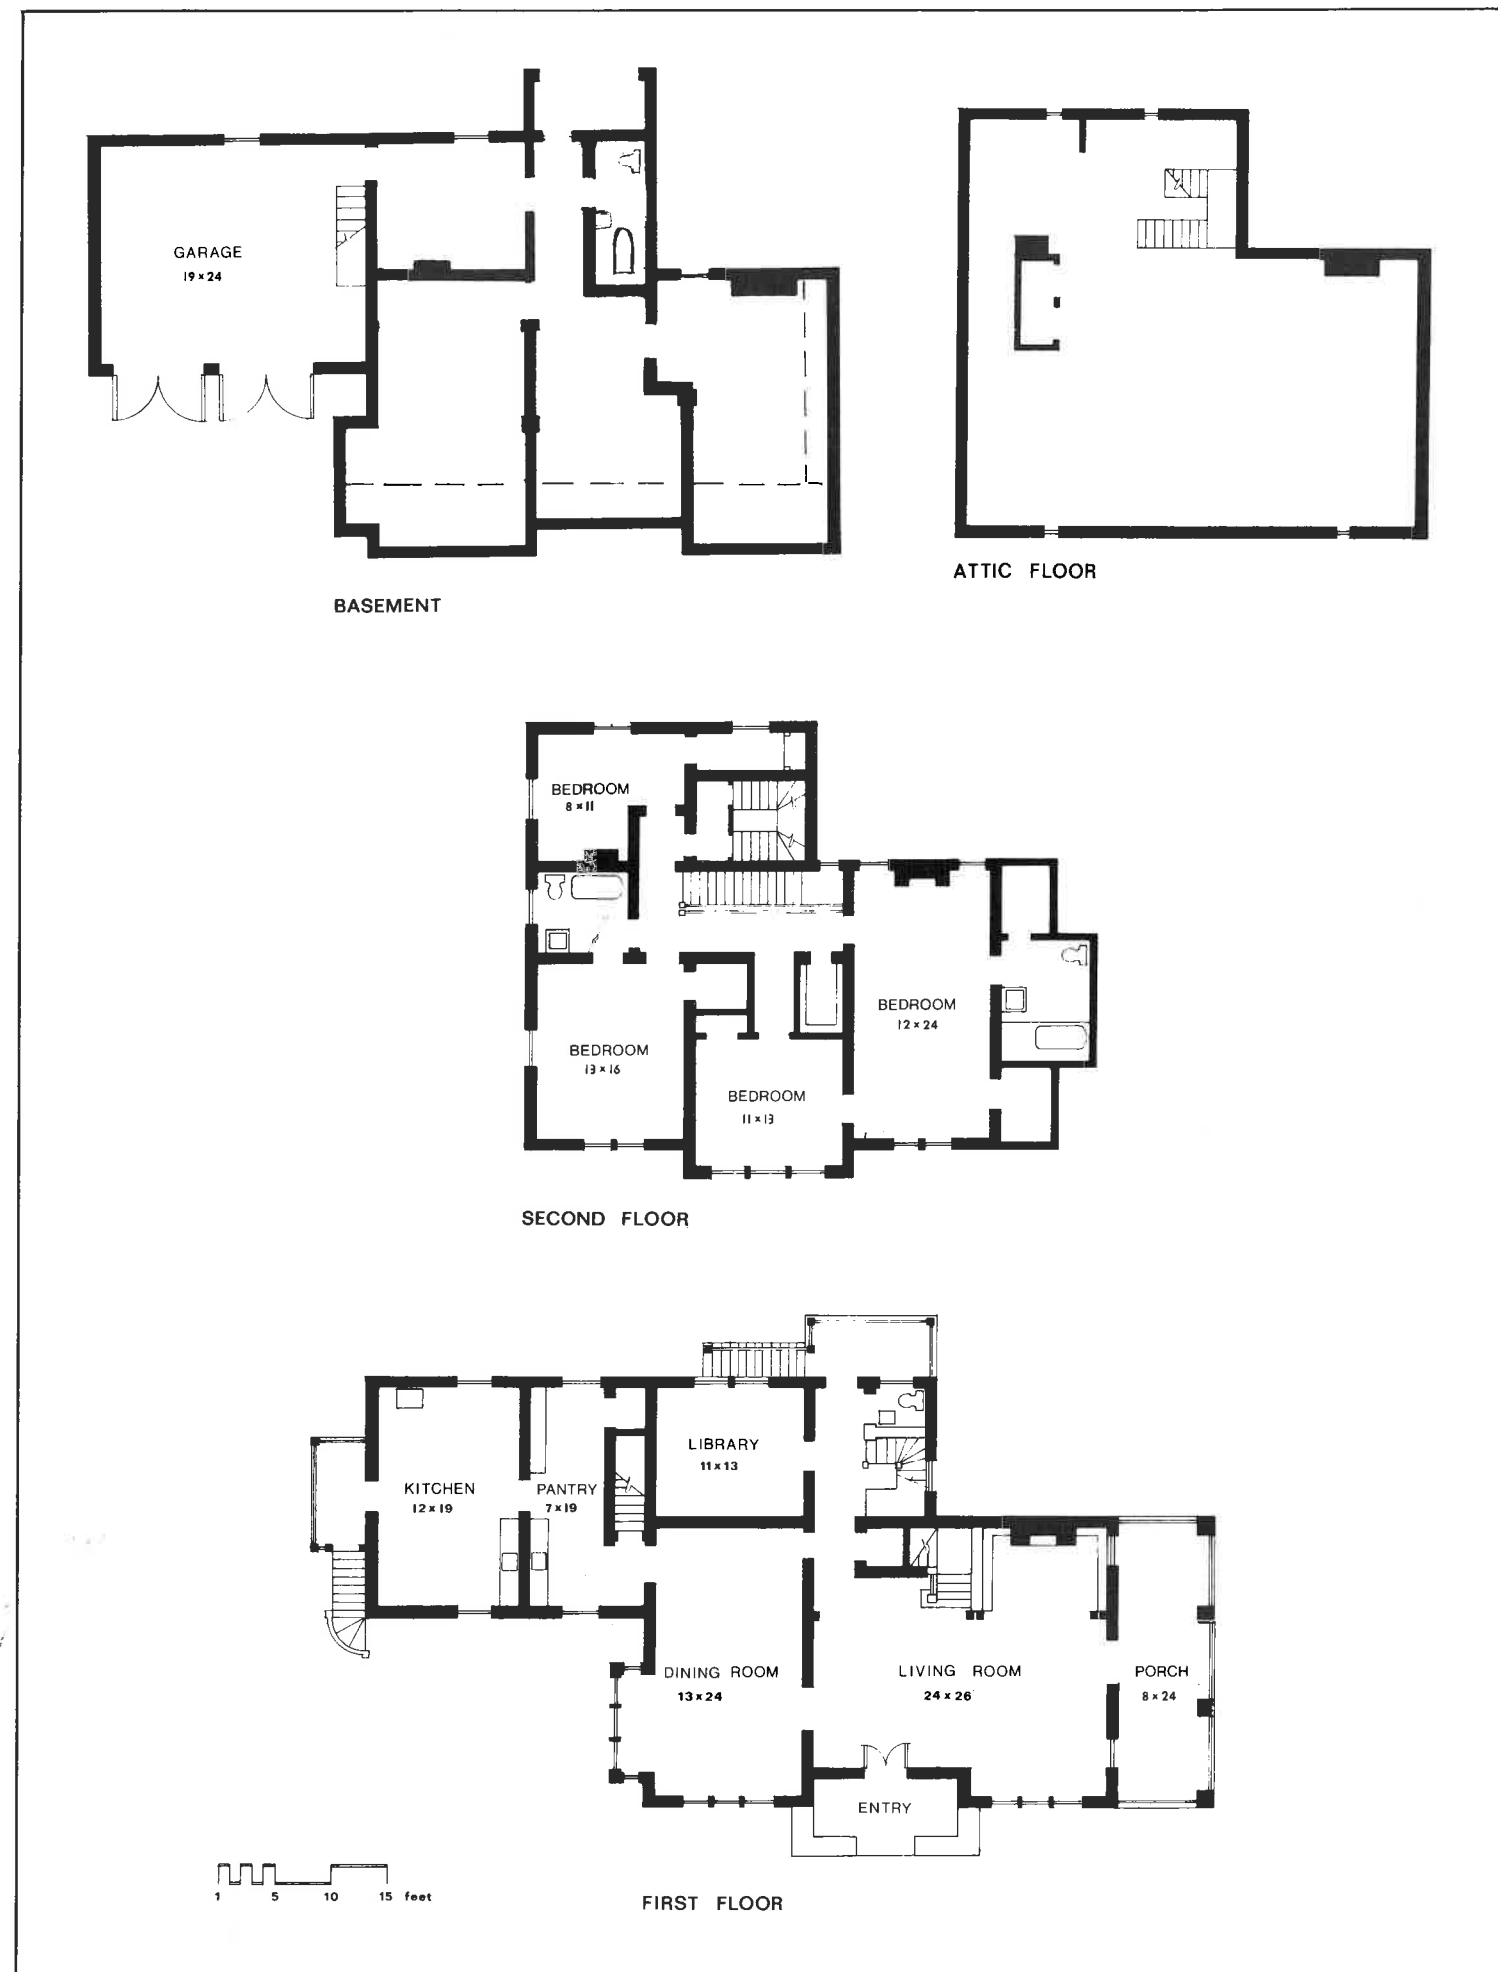 GARAGE
19 × 24
BASEMENT
ATTIC FLOOR
BEDROOM
8 × 11
BEDROOM
12 × 24
BEDROOM
13 × 16
BEDROOM
11 × 13
SECOND FLOOR
LIBRARY
11 × 13
KITCHEN
12 × 19
PANTRY
7 × 19
DINING ROOM
13 × 24
LIVING ROOM
24 × 26
PORCH
8 × 24
ENTRY
1 5 10 15 feet
FIRST FLOOR